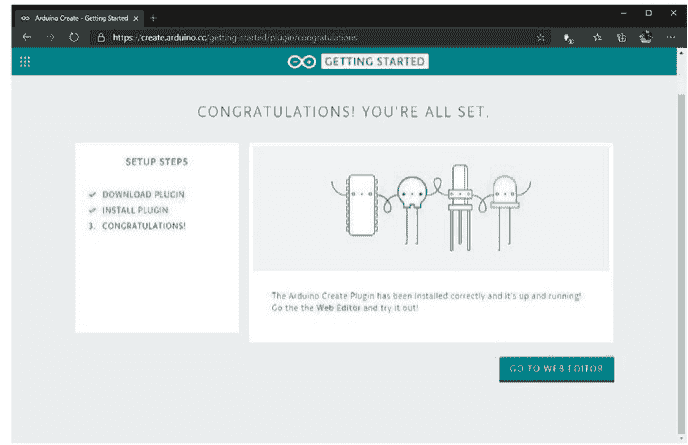 Arduino Create - Getting Started
https://create.arduino.cc/getting-started/plugin/congratulations
GETTING STARTED
CONGRATULATIONS! YOU'RE ALL SET.
SETUP STEPS
DOWNLOAD PLUGIN
INSTALL PLUGIN
3. CONGRATULATIONS!
The Arduino Create Plugin has been installed correctly and it's up and running!
Go the the Web Editor and try it out!
GO TO WEB EDITOR